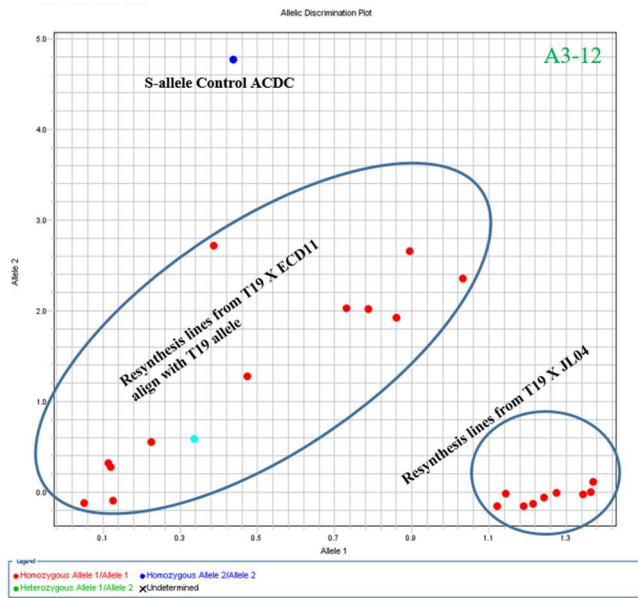 Allelic Discrimination Plot
A3-12
S-allele Control ACDC
5.0
4.0
3.0
2.0
1.0
0.0
Allele 2
Resynthesis lines from T19 X ECD11
align with T19 allele
Resynthesis lines from T19 X JL04
0.1 0.3 0.5 0.7 0.9 1.1 1.3
Allele 1
Legend
Homozygous Allele 1/Allele 1 Homozygous Allele 2/Allele 2
Heterozygous Allele 1/Allele 2 Undetermined